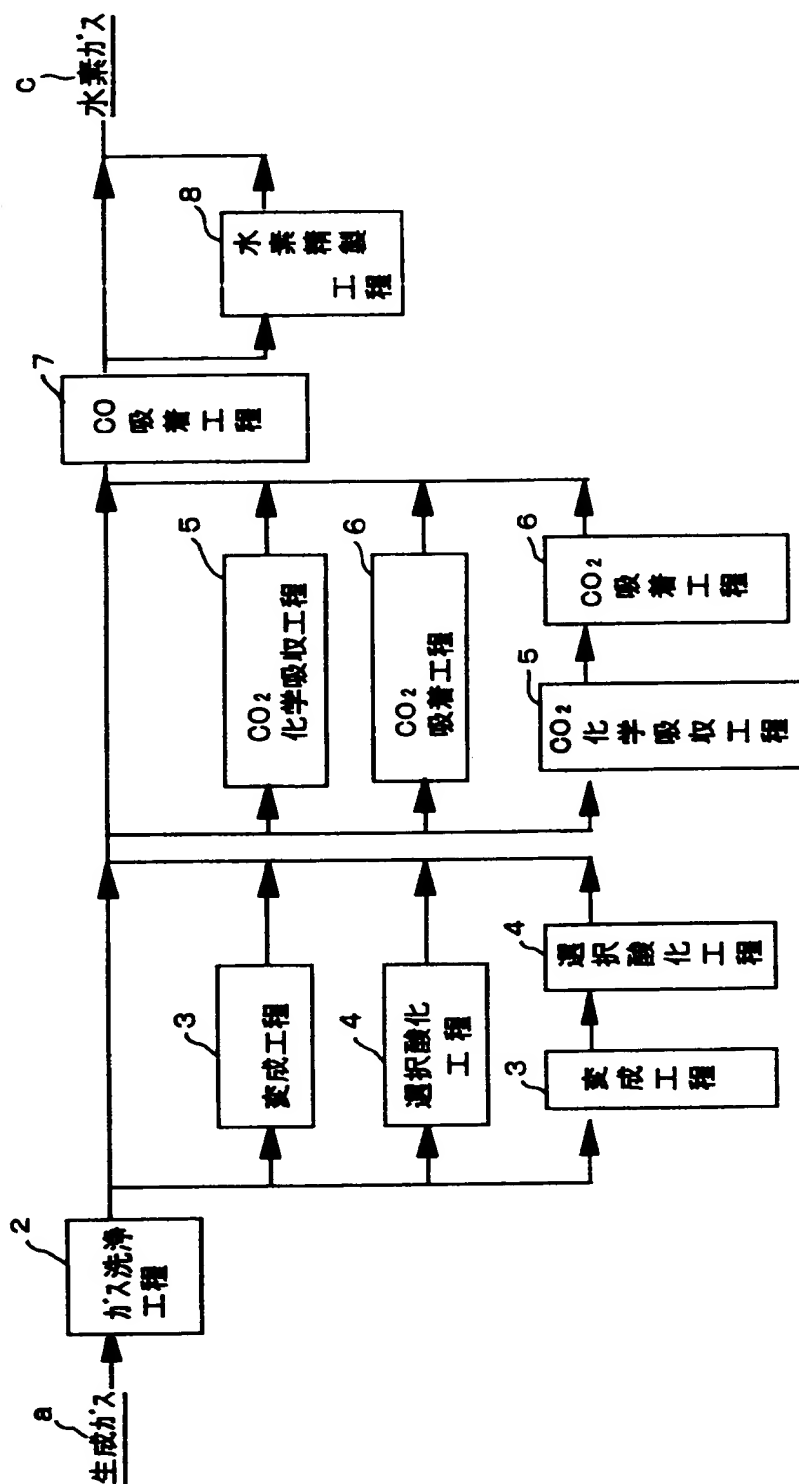 a
生成ガス
2
ガス洗浄
工程
3
変成工程
4
選択酸化
工程
3
変成工程
4
選択酸化工程
5
CO₂
化学吸収工程
6
CO₂
吸着工程
5
CO₂
化学吸収工程
6
CO₂
吸着工程
7
CO
吸着工程
8
水素精製
工程
c
水素ガス